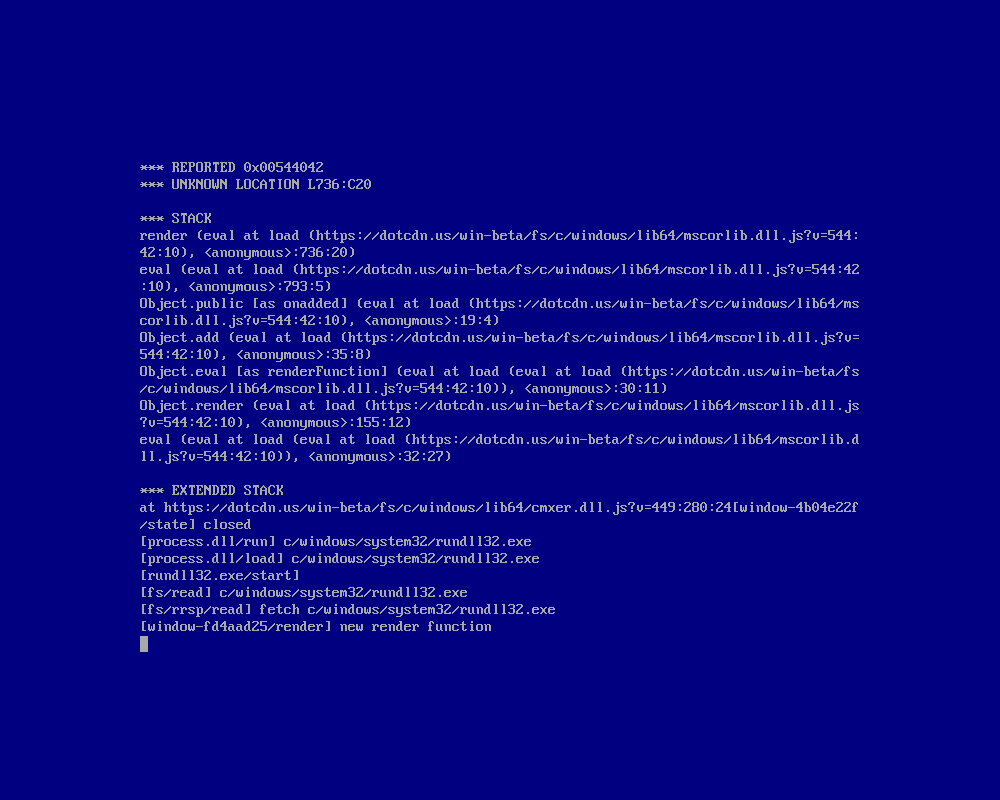 *** REPORTED 0x00544042
*** UNKNOWN LOCATION L736:C20
*** STACK
render (eval at load (https://dotcdn.us/win-beta/fs/c/windows/lib64/mscorlib.dll.js?v=544:
42:10), <anonymous>:736:20)
eval (eval at load (https://dotcdn.us/win-beta/fs/c/windows/lib64/mscorlib.dll.js?v=544:42
:10), <anonymous>:793:5)
Object.public [as onadded] (eval at load (https://dotcdn.us/win-beta/fs/c/windows/lib64/ms
corlib.dll.js?v=544:42:10), <anonymous>:19:4)
Object.add (eval at load (https://dotcdn.us/win-beta/fs/c/windows/lib64/mscorlib.dll.js?v=
544:42:10), <anonymous>:35:8)
Object.eval [as renderFunction] (eval at load (eval at load (https://dotcdn.us/win-beta/fs
/c/windows/lib64/mscorlib.dll.js?v=544:42:10)), <anonymous>:30:11)
Object.render (eval at load (https://dotcdn.us/win-beta/fs/c/windows/lib64/mscorlib.dll.js
?v=544:42:10), <anonymous>:155:12)
eval (eval at load (eval at load (https://dotcdn.us/win-beta/fs/c/windows/lib64/mscorlib.d
ll.js?v=544:42:10)), <anonymous>:32:27)
*** EXTENDED STACK
at https://dotcdn.us/win-beta/fs/c/windows/lib64/cmxer.dll.js?v=449:280:24[window-4b04e22f
/state] closed
[process.dll/run] c/windows/system32/rundll32.exe
[process.dll/load] c/windows/system32/rundll32.exe
[rundll32.exe/start]
[fs/read] c/windows/system32/rundll32.exe
[fs/rrsp/read] fetch c/windows/system32/rundll32.exe
[window-fd4aad25/render] new render function